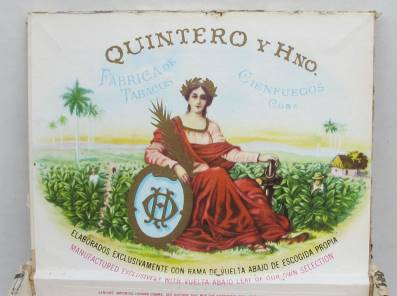 QUINTERO Y HNO.
FÁBRICA DE TABACOS
CIENFUEGOS CUBA
ELABORADOS EXCLUSIVAMENTE CON RAMA DE VUELTA ABAJO DE ESCOGIDA PROPIA
MANUFACTURED EXCLUSIVELY WITH VUELTA ABAJO LEAF OF OUR OWN SELECTION